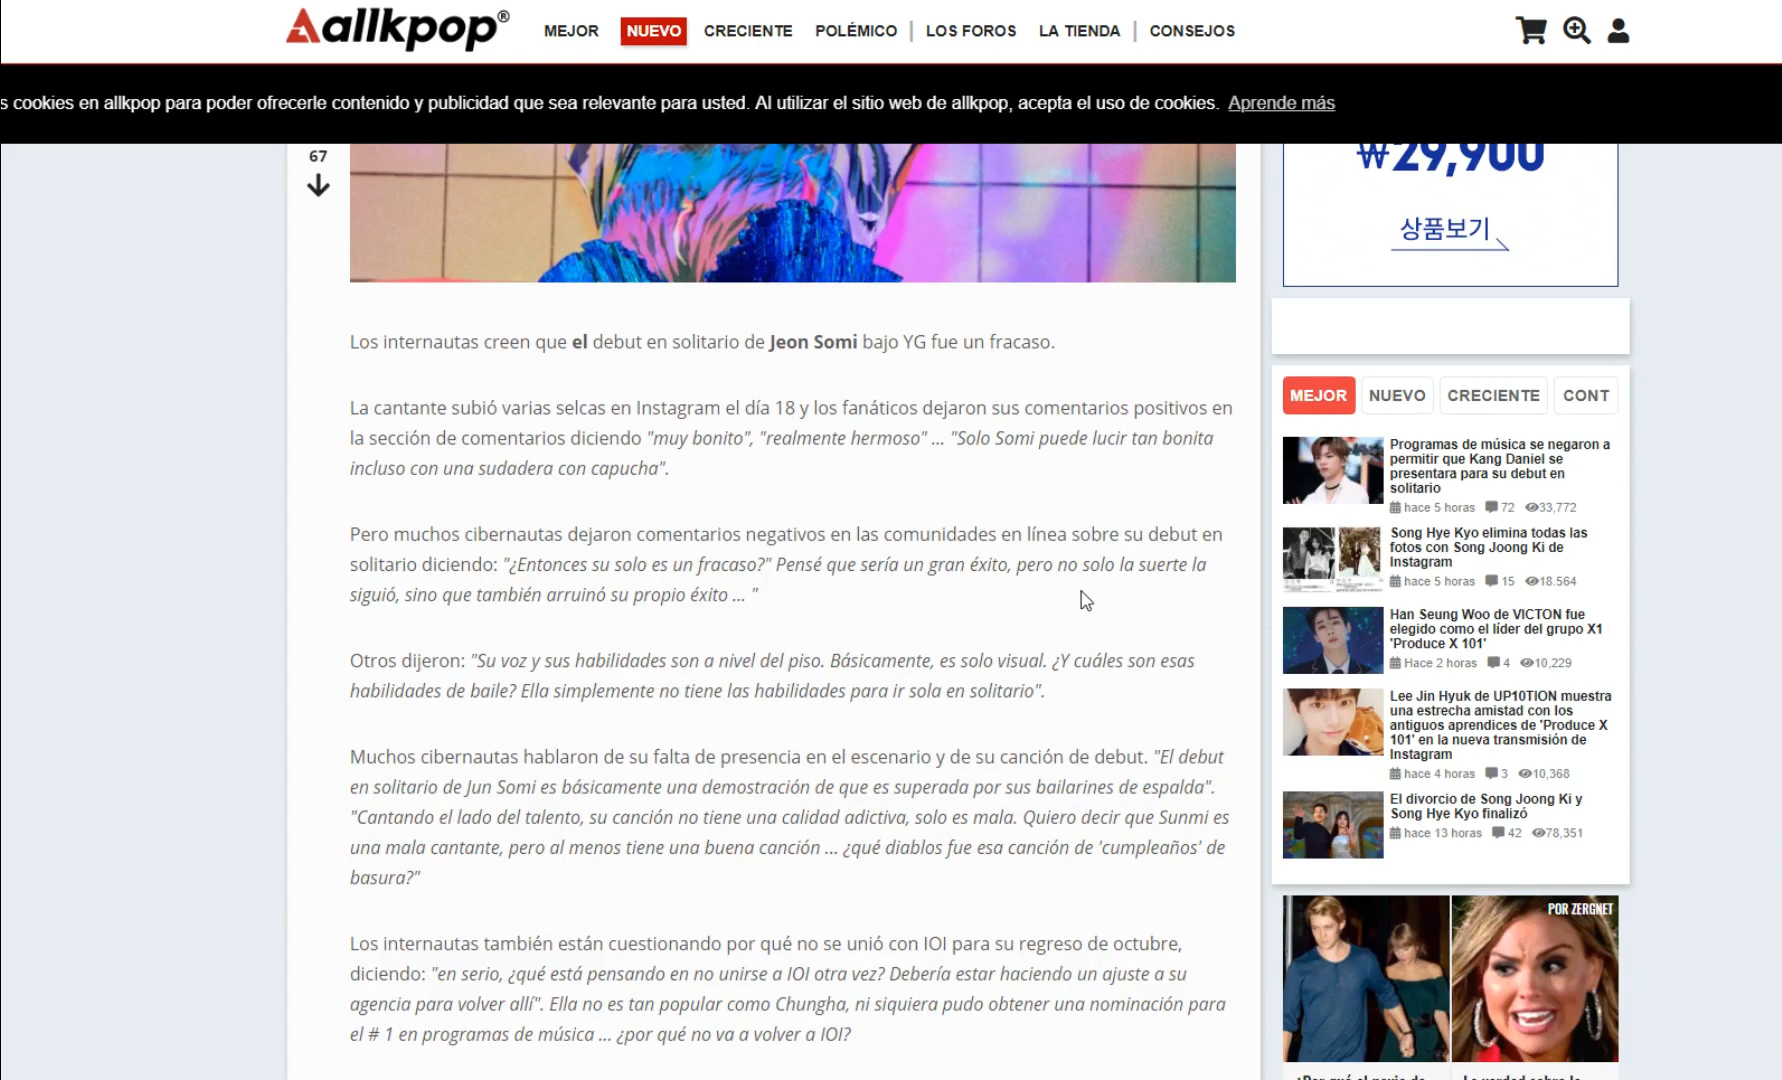 allkpop®
MEJOR NUEVO CRECIENTE POLÉMICO | LOS FOROS LA TIENDA | CONSEJOS
s cookies en allkpop para poder ofrecerle contenido y publicidad que sea relevante para usted. Al utilizar el sitio web de allkpop, acepta el uso de cookies. Aprende más
67
Los internautas creen que el debut en solitario de Jeon Somi bajo YG fue un fracaso.
La cantante subió varias selcas en Instagram el día 18 y los fanáticos dejaron sus comentarios positivos en
la sección de comentarios diciendo "muy bonito", "realmente hermoso" ... "Solo Somi puede lucir tan bonita
incluso con una sudadera con capucha".
Pero muchos cibernautas dejaron comentarios negativos en las comunidades en línea sobre su debut en
solitario diciendo: "¿Entonces su solo es un fracaso?" Pensé que sería un gran éxito, pero no solo la suerte la
siguió, sino que también arruinó su propio éxito ... "
Otros dijeron: "Su voz y sus habilidades son a nivel del piso. Básicamente, es solo visual. ¿Y cuáles son esas
habilidades de baile? Ella simplemente no tiene las habilidades para ir sola en solitario".
Muchos cibernautas hablaron de su falta de presencia en el escenario y de su canción de debut. "El debut
en solitario de Jun Somi es básicamente una demostración de que es superada por sus bailarines de espalda".
"Cantando el lado del talento, su canción no tiene una calidad adictiva, solo es mala. Quiero decir que Sunmi es
una mala cantante, pero al menos tiene una buena canción ... ¿qué diablos fue esa canción de 'cumpleaños' de
basura?"
Los internautas también están cuestionando por qué no se unió con IOI para su regreso de octubre,
diciendo: "en serio, ¿qué está pensando en no unirse a IOI otra vez? Debería estar haciendo un ajuste a su
agencia para volver allí". Ella no es tan popular como Chungha, ni siquiera pudo obtener una nominación para
el # 1 en programas de música ... ¿por qué no va a volver a IOI?
₩29,900
상품보기
MEJOR NUEVO CRECIENTE CONT
Programas de música se negaron a
permitir que Kang Daniel se
presentara para su debut en
solitario
hace 5 horas 72 33,772
Song Hye Kyo elimina todas las
fotos con Song Joong Ki de
Instagram
hace 5 horas 15 18.564
Han Seung Woo de VICTON fue
elegido como el líder del grupo X1
'Produce X 101'
Hace 2 horas 4 10,229
Lee Jin Hyuk de UP10TION muestra
una estrecha amistad con los
antiguos aprendices de 'Produce X
101' en la nueva transmisión de
Instagram
hace 4 horas 3 10,368
El divorcio de Song Joong Ki y
Song Hye Kyo finalizó
hace 13 horas 42 78,351
POR ZERGNET
¿Por qué el novio de
La verdad sobre la